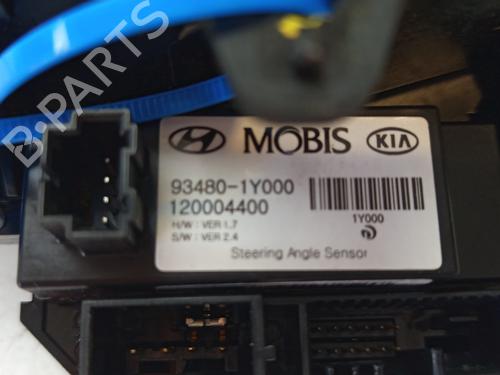 B-PARTS
MOBIS KIA
93480-1Y000
120004400
H/W : VER 1.7
S/W : VER 2.4
1Y000
Steering Angle Sensor